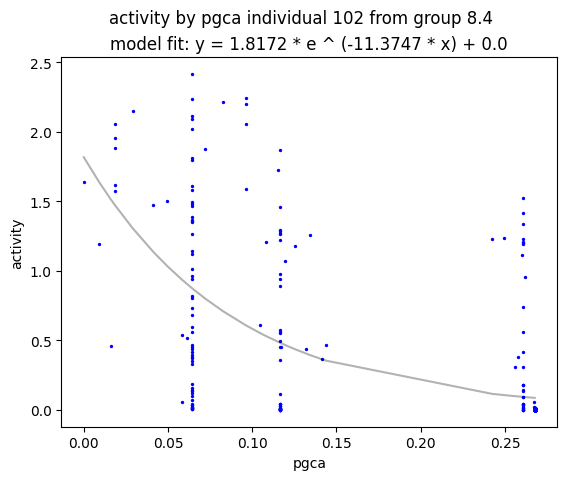 activity by pgca individual 102 from group 8.4
model fit: y = 1.8172 * e ^ (-11.3747 * x) + 0.0
2.5
2.0
1.5
1.0
0.5
0.0
activity
0.00 0.05 0.10 0.15 0.20 0.25
pgca